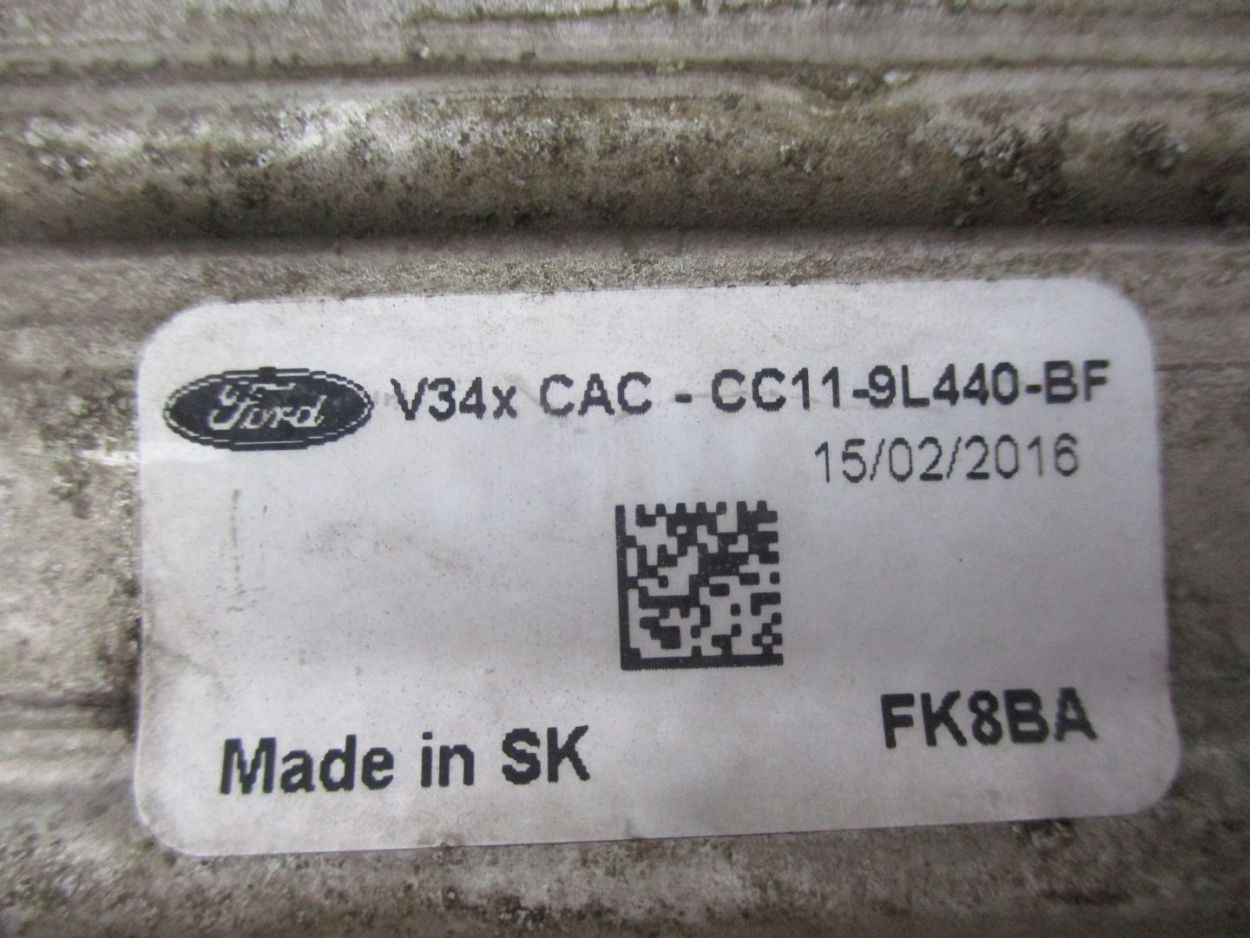 Ford V34x CAC - CC11-9L440-BF
15/02/2016
FK8BA
Made in SK